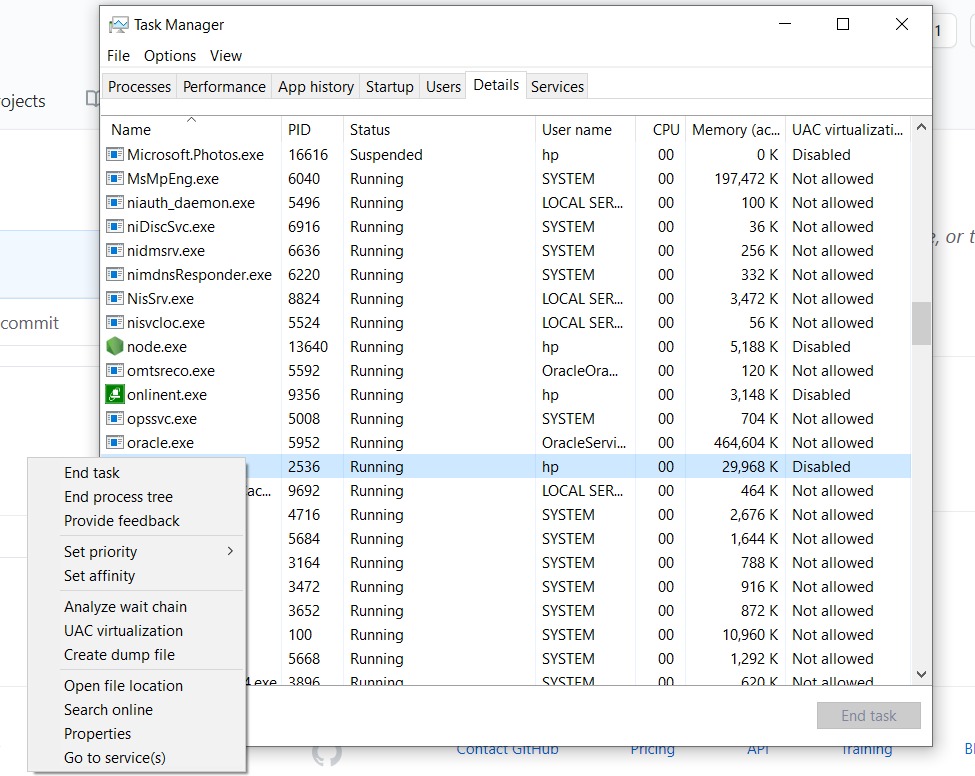 Task Manager
1
File Options View
ojects
Processes Performance App history Startup Users Details Services
Name PID Status User name CPU Memory (ac... UAC virtualizati...
Microsoft.Photos.exe 16616 Suspended hp 00 0 K Disabled
MsMpEng.exe 6040 Running SYSTEM 00 197,472 K Not allowed
niauth_daemon.exe 5496 Running LOCAL SER... 00 100 K Not allowed
niDiscSvc.exe 6916 Running SYSTEM 00 36 K Not allowed
e, or t
nidmsrv.exe 6636 Running SYSTEM 00 256 K Not allowed
nimdnsResponder.exe 6220 Running SYSTEM 00 332 K Not allowed
NisSrv.exe 8824 Running LOCAL SER... 00 3,472 K Not allowed
commit
nisvcloc.exe 5524 Running LOCAL SER... 00 56 K Not allowed
node.exe 13640 Running hp 00 5,188 K Disabled
omtsreco.exe 5592 Running OracleOra... 00 120 K Not allowed
onlinent.exe 9356 Running hp 00 3,148 K Disabled
opssvc.exe 5008 Running SYSTEM 00 704 K Not allowed
oracle.exe 5952 Running OracleServi... 00 464,604 K Not allowed
2536 Running hp 00 29,968 K Disabled
ac... 9692 Running LOCAL SER... 00 464 K Not allowed
4716 Running SYSTEM 00 2,676 K Not allowed
5684 Running SYSTEM 00 1,644 K Not allowed
3164 Running SYSTEM 00 788 K Not allowed
3472 Running SYSTEM 00 916 K Not allowed
3652 Running SYSTEM 00 872 K Not allowed
100 Running SYSTEM 00 10,960 K Not allowed
5668 Running SYSTEM 00 1,292 K Not allowed
4.exe 3896 Running SYSTEM 00 620 K Not allowed
End task
End process tree
Provide feedback
Set priority
Set affinity
Analyze wait chain
UAC virtualization
Create dump file
Open file location
Search online
Properties
Go to service(s)
End task
Contact GitHub Pricing API Training Bl